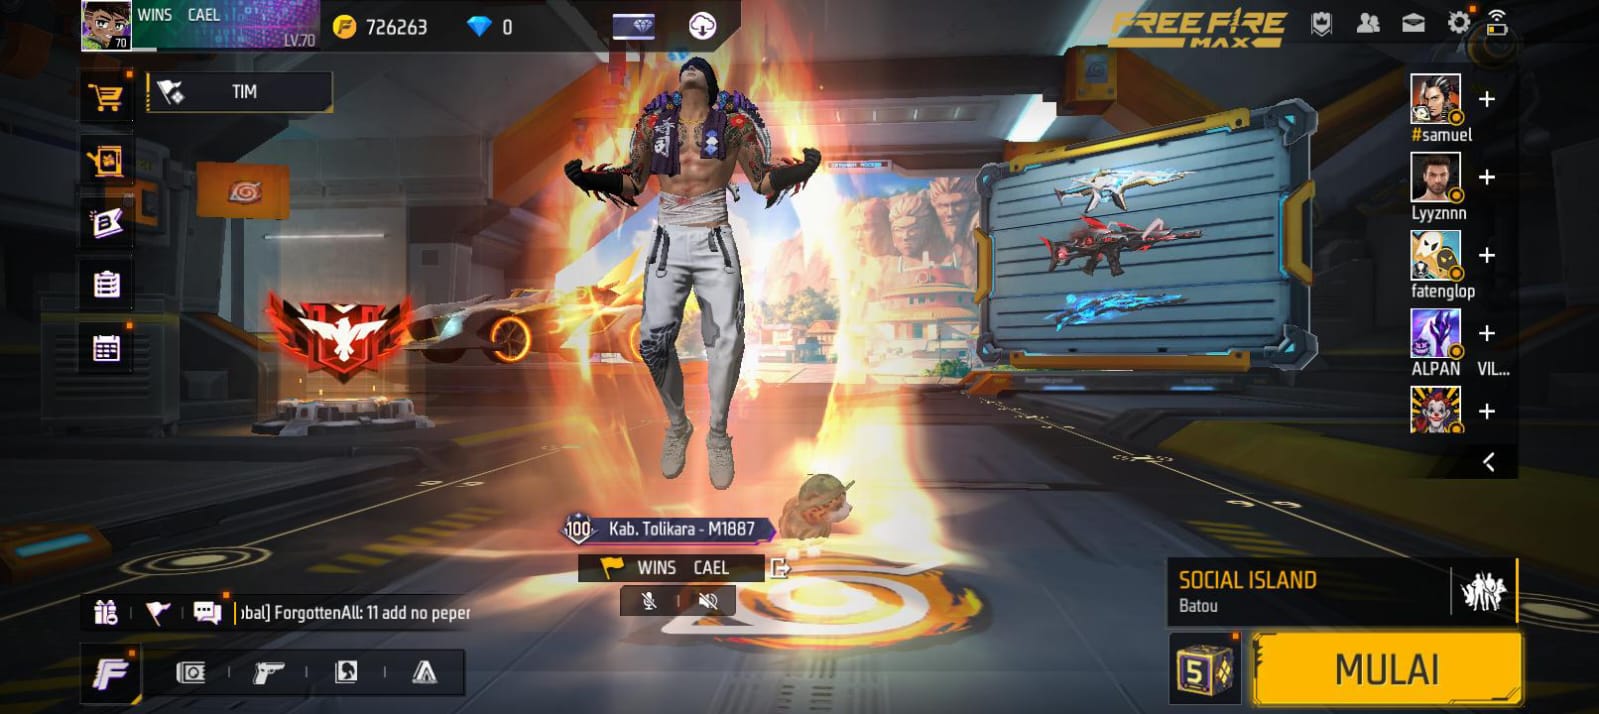 WINS CAEL
70
LV.70
726263
0
FREE FIRE
MAX
TIM
#samuel
Lyyznnn
fatenglop
ALPAN VIL...
100
Kab. Tolikara - M1887
WINS CAEL
SOCIAL ISLAND
Batou
bal] ForgottenAll: 11 add no peper
5
MULAI